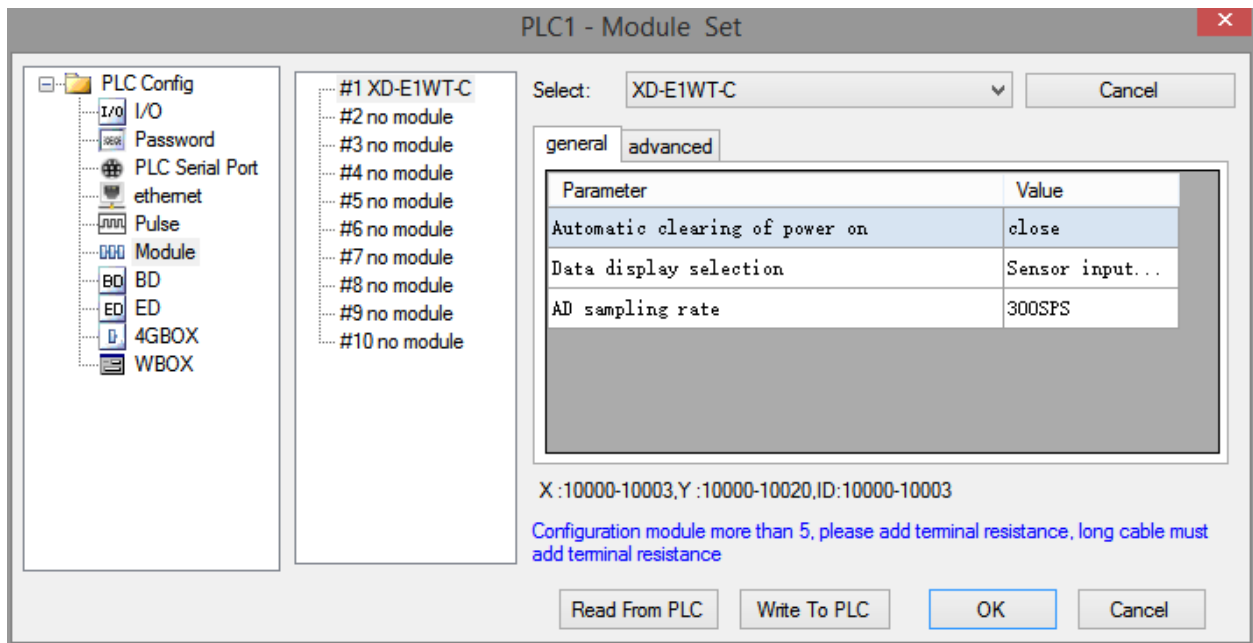 PLC1 - Module Set
PLC Config
I/O I/O
Password
PLC Serial Port
ethernet
Pulse
Module
BD BD
ED ED
4GBOX
WBOX
#1 XD-E1WT-C
#2 no module
#3 no module
#4 no module
#5 no module
#6 no module
#7 no module
#8 no module
#9 no module
#10 no module
Select: XD-E1WT-C Cancel
general advanced
Parameter Value
Automatic clearing of power on close
Data display selection Sensor input...
AD sampling rate 300SPS
X :10000-10003,Y :10000-10020,ID:10000-10003
Configuration module more than 5, please add terminal resistance, long cable must
add terminal resistance
Read From PLC Write To PLC OK Cancel